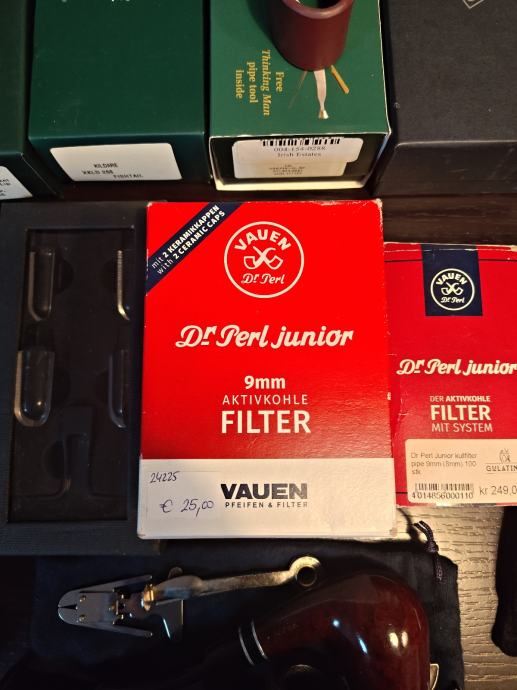 Free
Thinking Man
pipe tool
inside
004-154-0288
Irish Estates
KILDARE
XKLD 288
FISHTAIL
mit 2 KERAMIKKAPPEN
with 2 CERAMIC CAPS
VAUEN
Dr Perl
Dr Perl junior
9mm
AKTIVKOHLE
FILTER
24225
€ 25,00
VAUEN
PFEIFEN & FILTER
VAUEN
Dr Perl
Dr Perl junior
DER AKTIVKOHLE
FILTER
MIT SYSTEM
Dr Perl Junior kullfilter
pipe 9mm (8mm) 100
stk
4014856000110
kr 249,0